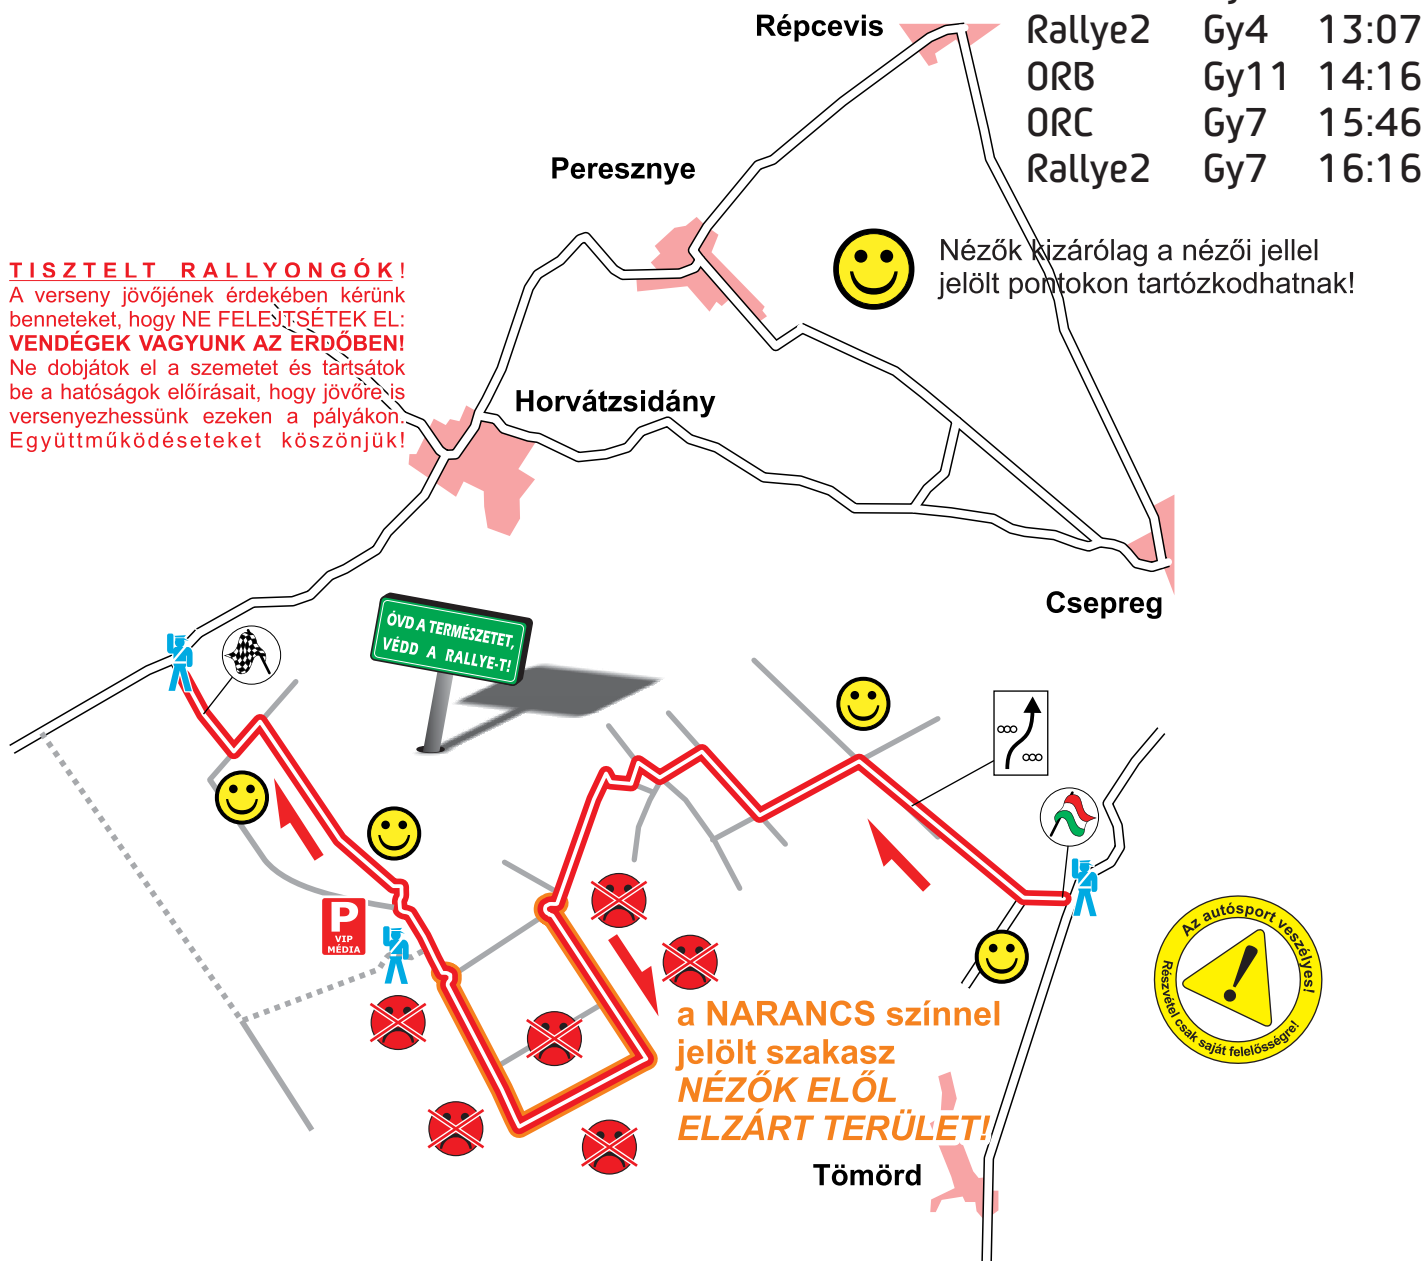 Répcevis
Rallye2 Gy4 13:07
ORB Gy11 14:16
ORC Gy7 15:46
Rallye2 Gy7 16:16
Peresznye
Nézők kizárólag a nézői jellel
jelölt pontokon tartózkodhatnak!
TISZTELT RALLYONGÓK!
A verseny jövőjének érdekében kérünk
benneteket, hogy NE FELEJTSÉTEK EL:
VENDÉGEK VAGYUNK AZ ERDŐBEN!
Ne dobjátok el a szemetet és tartsátok
be a hatóságok előírásait, hogy jövőre is
versenyezhessünk ezeken a pályákon.
Együttműködéseteket köszönjük!
Horvátzsidány
Csepreg
ÓVD A TERMÉSZETET,
VÉDD A RALLYE-T!
P
VIP
MÉDIA
Az autósport veszélyes!
Részvétel csak saját felelősségre!
a NARANCS színnel
jelölt szakasz
NÉZŐK ELŐL
ELZÁRT TERÜLET!
Tömörd